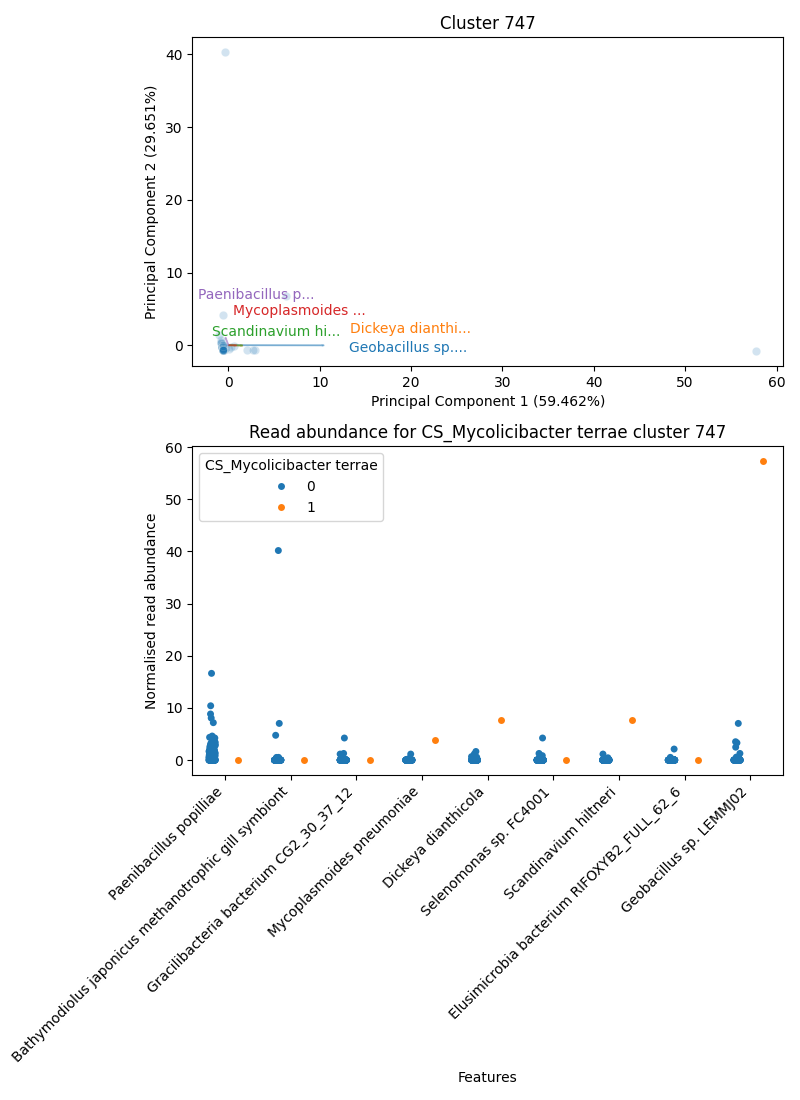 Cluster 747
Principal Component 2 (29.651%)
40
30
20
10
0
Paenibacillus p...
Mycoplasmoides ...
Scandinavium hi...
Dickeya dianthi...
Geobacillus sp....
0 10 20 30 40 50 60
Principal Component 1 (59.462%)
Read abundance for CS_Mycolicibacter terrae cluster 747
Normalised read abundance
60
50
40
30
20
10
0
CS_Mycolicibacter terrae
0
1
Paenibacillus popilliae
Bathymodiolus japonicus methanotrophic gill symbiont
Gracilibacteria bacterium CG2_30_37_12
Mycoplasmoides pneumoniae
Dickeya dianthicola
Selenomonas sp. FC4001
Scandinavium hiltneri
Elusimicrobia bacterium RIFOXYB2_FULL_62_6
Geobacillus sp. LEMMJ02
Features